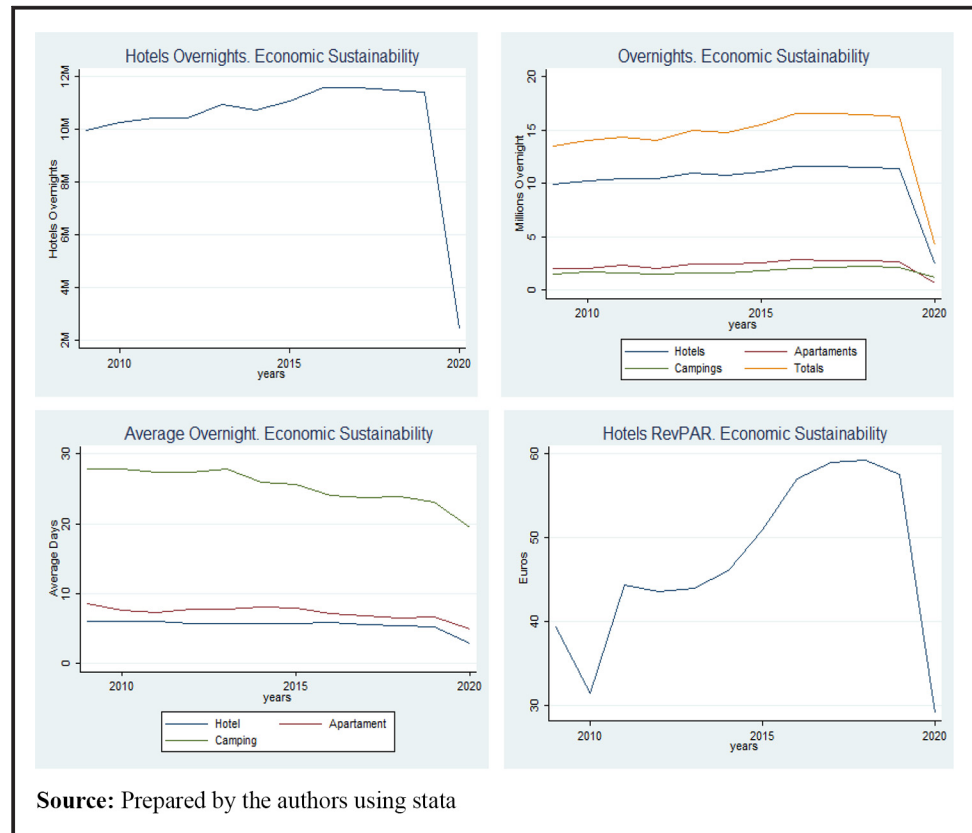 Hotels Overnights. Economic Sustainability
12M
10M
8M
6M
4M
2M
Hotels Overnights
2010
2015
2020
years
Overnights. Economic Sustainability
20
15
10
5
0
Millions Overnight
2010
2015
2020
years
Hotels
Apartaments
Campings
Totals
Average Overnight. Economic Sustainability
30
20
10
0
Average Days
2010
2015
2020
years
Hotel
Apartament
Camping
Hotels RevPAR. Economic Sustainability
60
50
40
30
Euros
2010
2015
2020
years
Source: Prepared by the authors using stata